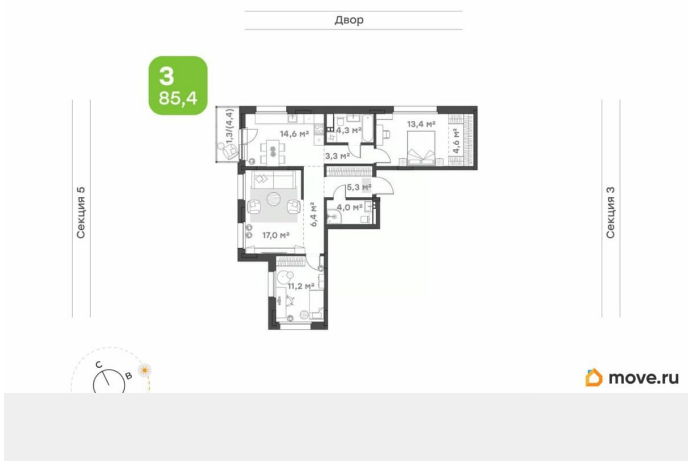 Двор
3
85,4
1,3/(4,4)
14,6 м²
4,3 м²
13,4 м²
4,6 м²
3,3 м²
5,3 м²
4,0 м²
6,4 м²
17,0 м²
11,2 м²
Секция 5
Секция 3
С
В
move.ru